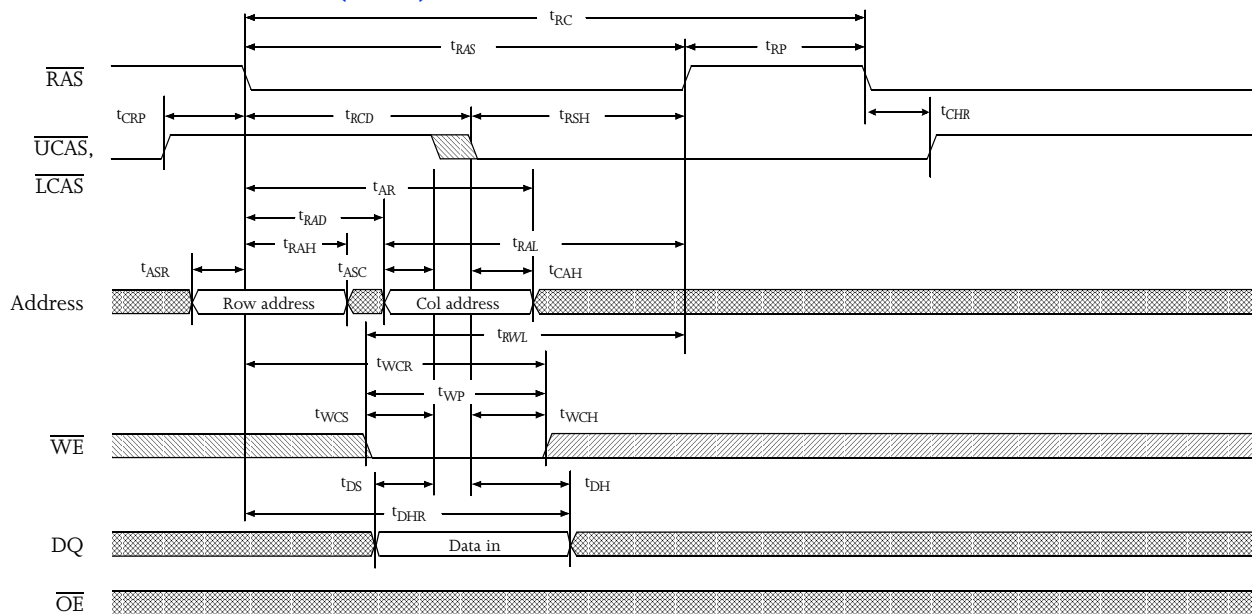 tRC
tRAS tRP
RAS
tCRP tRCD tRSH tCHR
UCAS,
LCAS
tAR
tRAD
tRAH tRAL
tASR tASC tCAH
Address Row address Col address
tRWL
tWCR
tWP
tWCS tWCH
WE
tDS tDH
tDHR
DQ Data in
OE